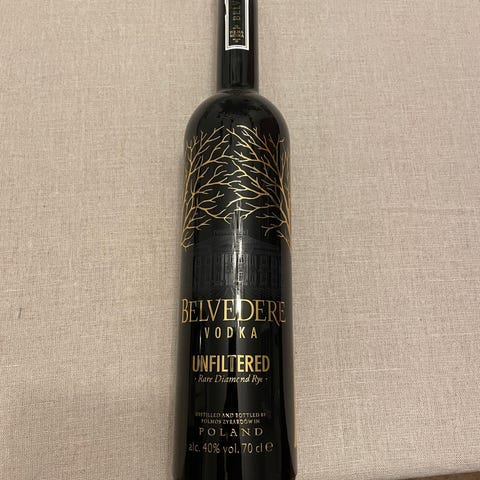 BELVEDERE
VODKA
UNFILTERED
· Rare Diamond Rye ·
DISTILLED AND BOTTLED BY
POLMOS ŻYRARDÓW IN
POLAND
alc. 40% vol. 70 cl e